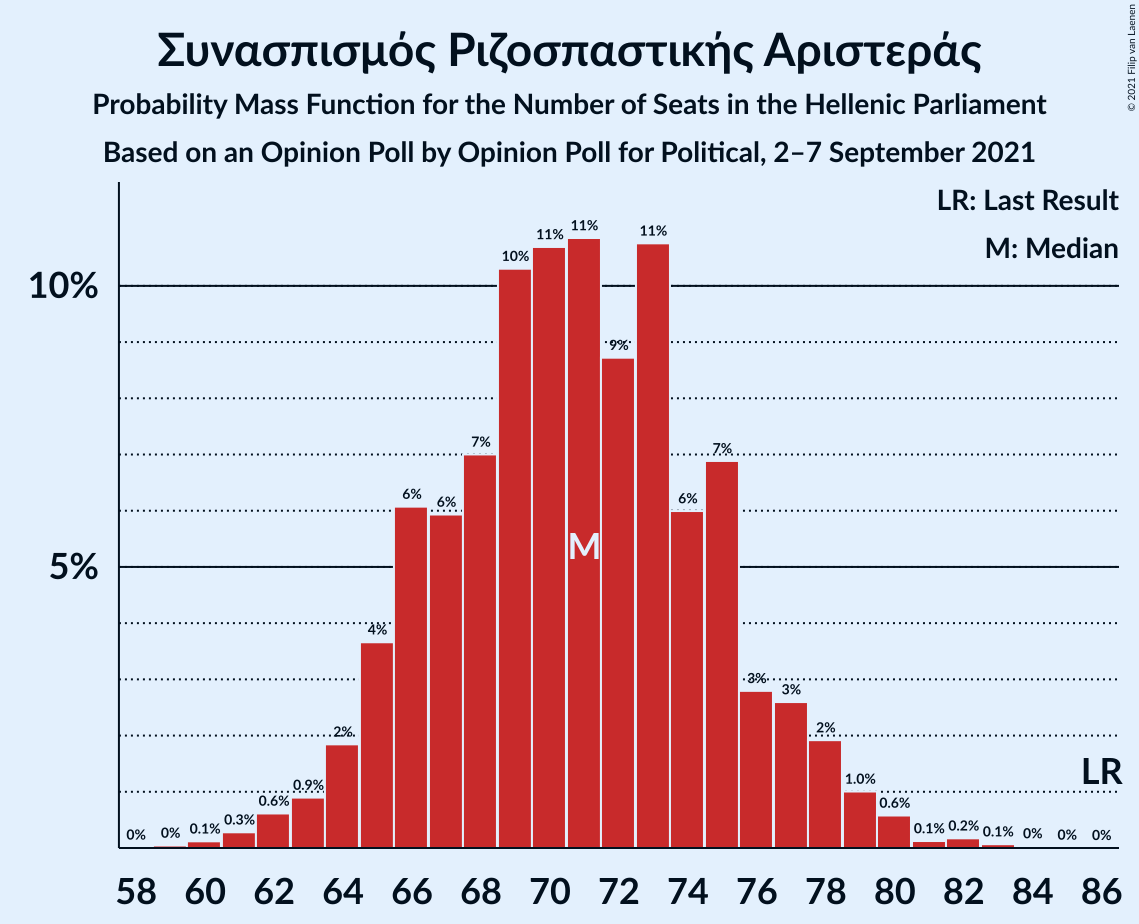 Συνασπισμός Ριζοσπαστικής Αριστεράς
Probability Mass Function for the Number of Seats in the Hellenic Parliament
Based on an Opinion Poll by Opinion Poll for Political, 2–7 September 2021
© 2021 Filip van Laenen
LR: Last Result
M: Median
10%
5%
0% 0% 0.1% 0.3% 0.6% 0.9% 2% 4% 6% 6% 7% 10% 11% 11% 9% 11% 6% 7% 3% 3% 2% 1.0% 0.6% 0.1% 0.2% 0.1% 0% 0% 0%
M
LR
58 60 62 64 66 68 70 72 74 76 78 80 82 84 86